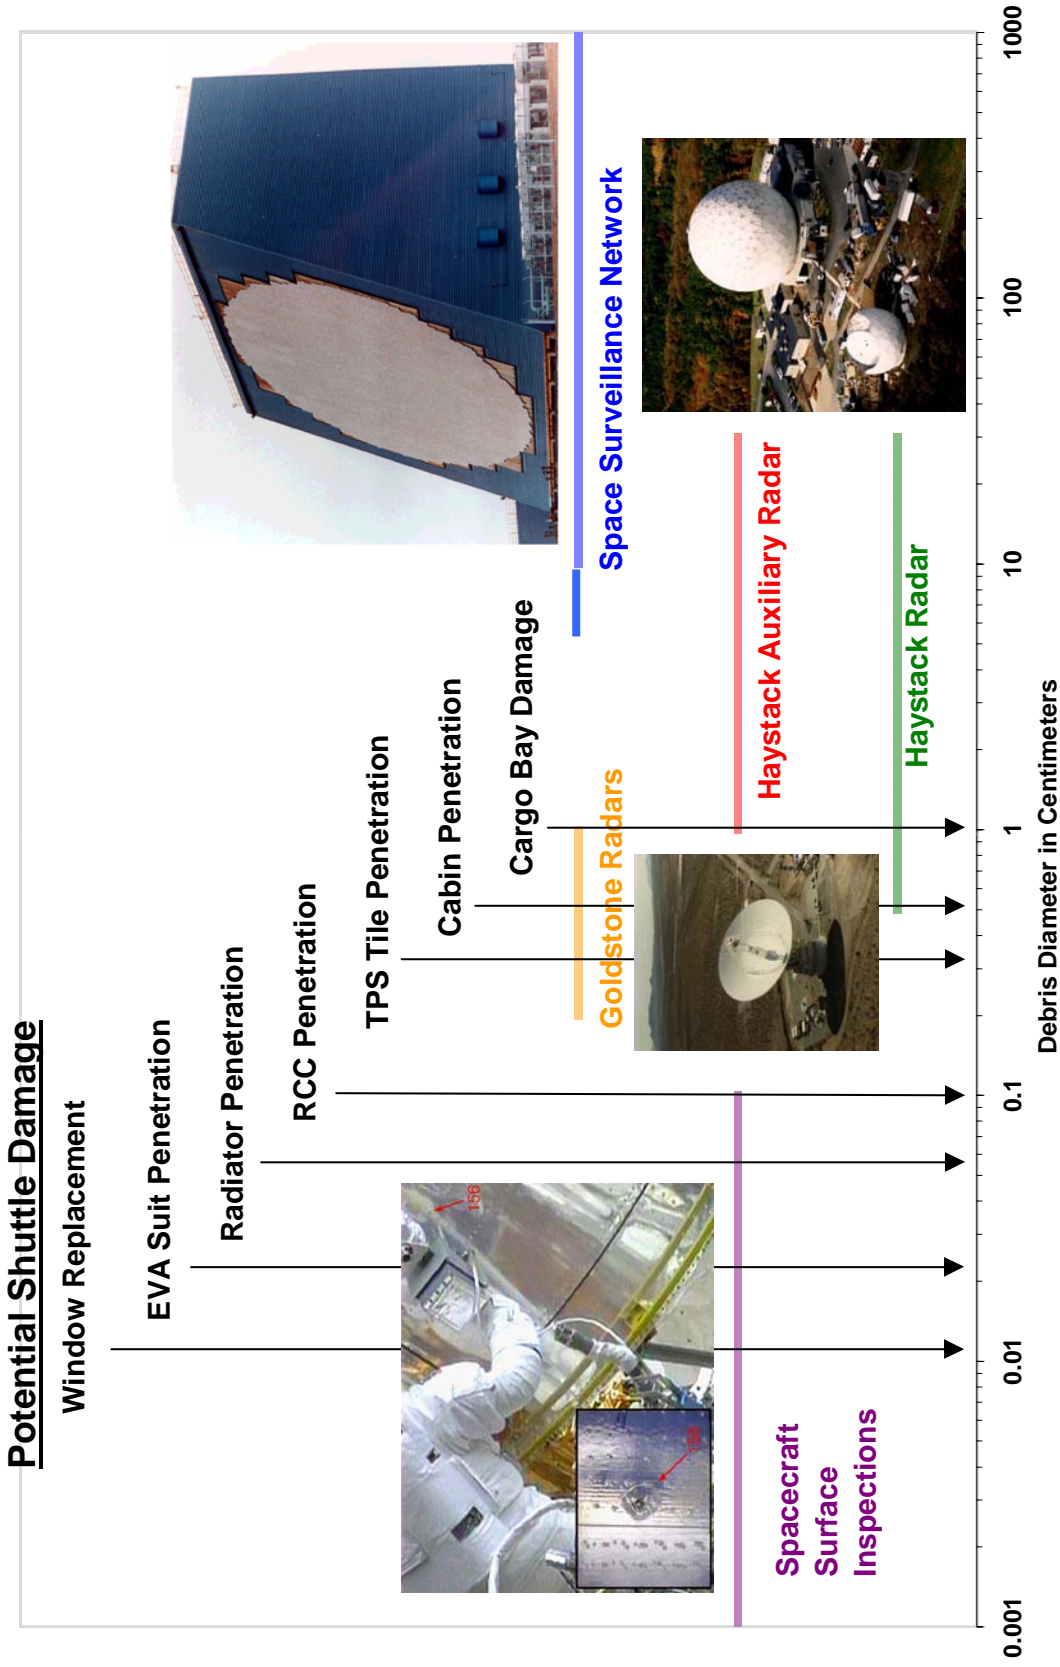 Potential Shuttle Damage
Window Replacement
EVA Suit Penetration
Radiator Penetration
RCC Penetration
TPS Tile Penetration
Cabin Penetration
Cargo Bay Damage
156
156
Goldstone Radars
Space Surveillance Network
Spacecraft
Surface
Inspections
Haystack Auxiliary Radar
Haystack Radar
0.001
0.01
0.1
1
10
100
1000
Debris Diameter in Centimeters